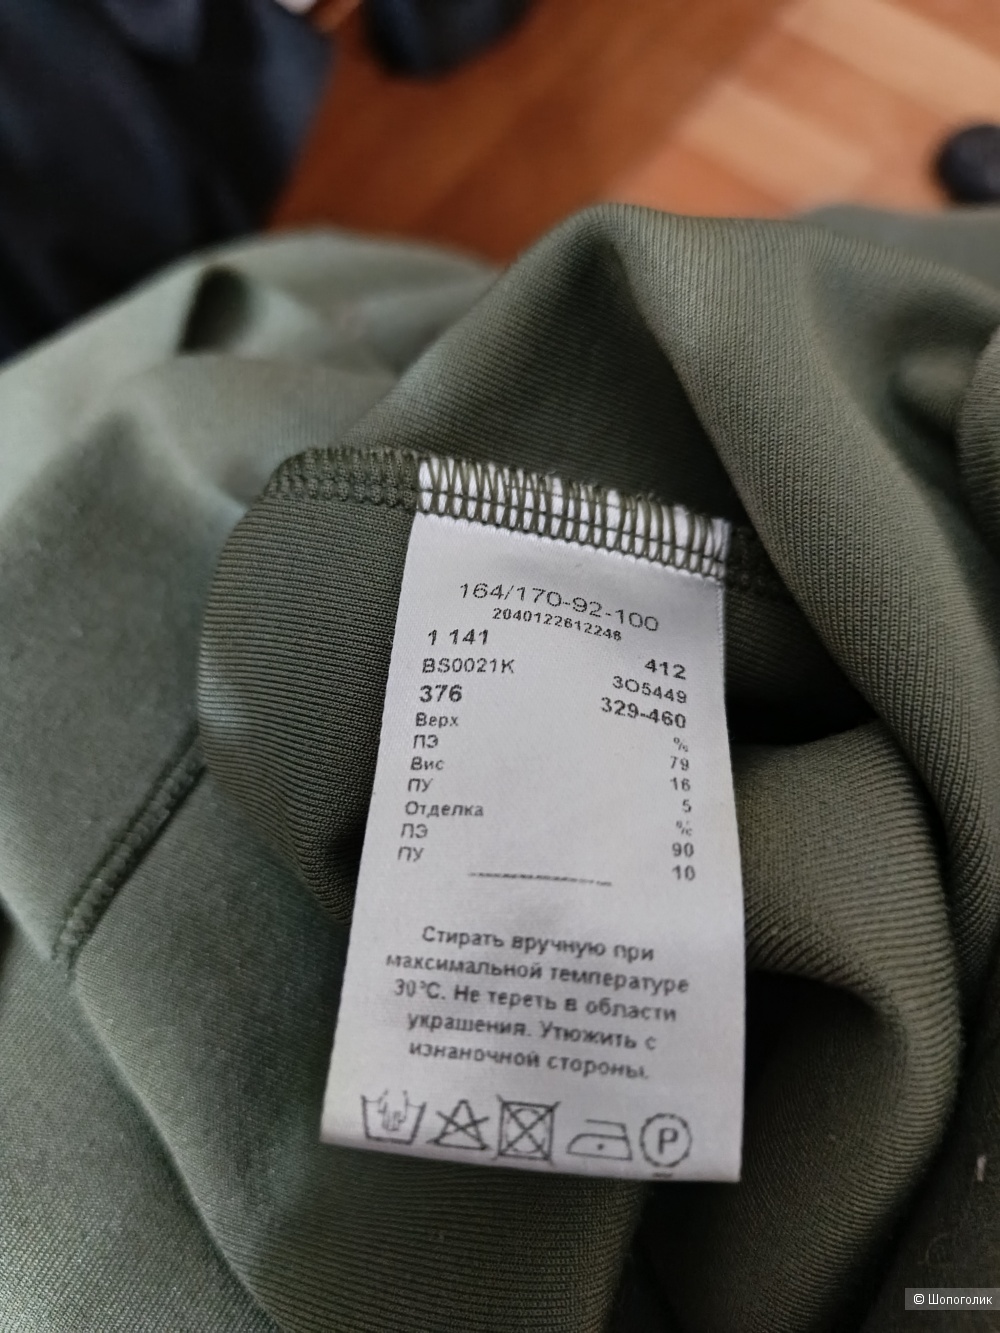 164/170-92-100
2040122612246
1 141
412
BS0021K
3O5449
376
329-460
Верх
%
ПЭ
79
Вис
16
ПУ
5
Отделка
%
ПЭ
90
ПУ
10
Стирать вручную при
максимальной температуре
30°C. Не тереть в области
украшения. Утюжить с
изнаночной стороны.
P
© Шопоголик